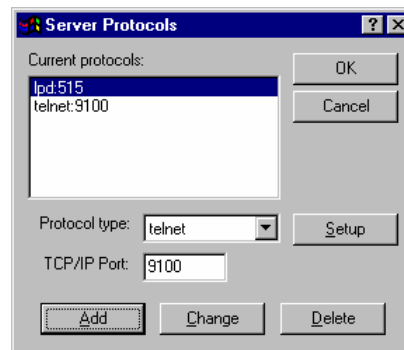 Server Protocols
Current protocols:
lpd:515
telnet:9100
OK
Cancel
Protocol type: telnet
Setup
TCP/IP Port: 9100
Add Change Delete